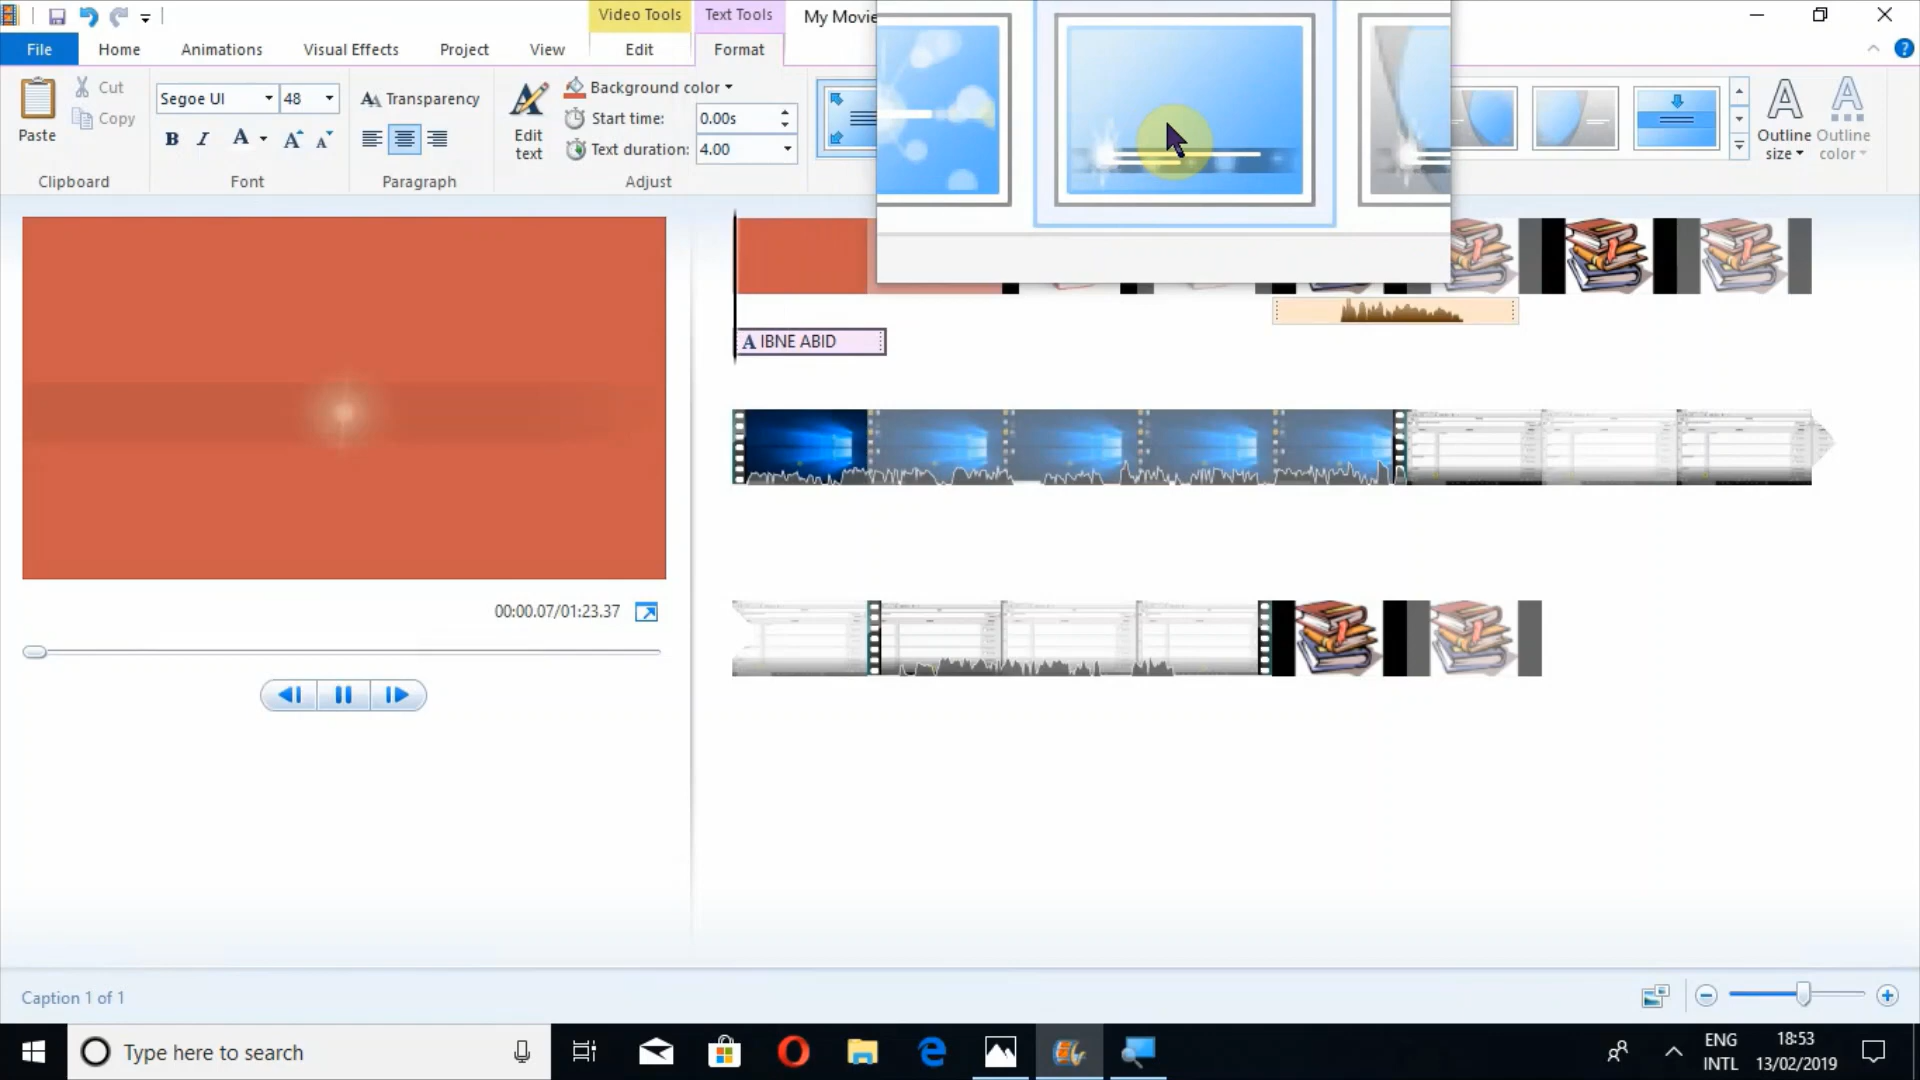 Video Tools
Text Tools
My Movie
File
Home
Animations
Visual Effects
Project
View
Edit
Format
Paste
Cut
Copy
Clipboard
Segoe UI
48
B I A A A
Font
Transparency
Paragraph
Edit text
Background color
Start time: 0.00s
Text duration: 4.00
Adjust
Outline size
Outline color
A IBNE ABID
00:00.07/01:23.37
Caption 1 of 1
Type here to search
ENG
INTL
18:53
13/02/2019